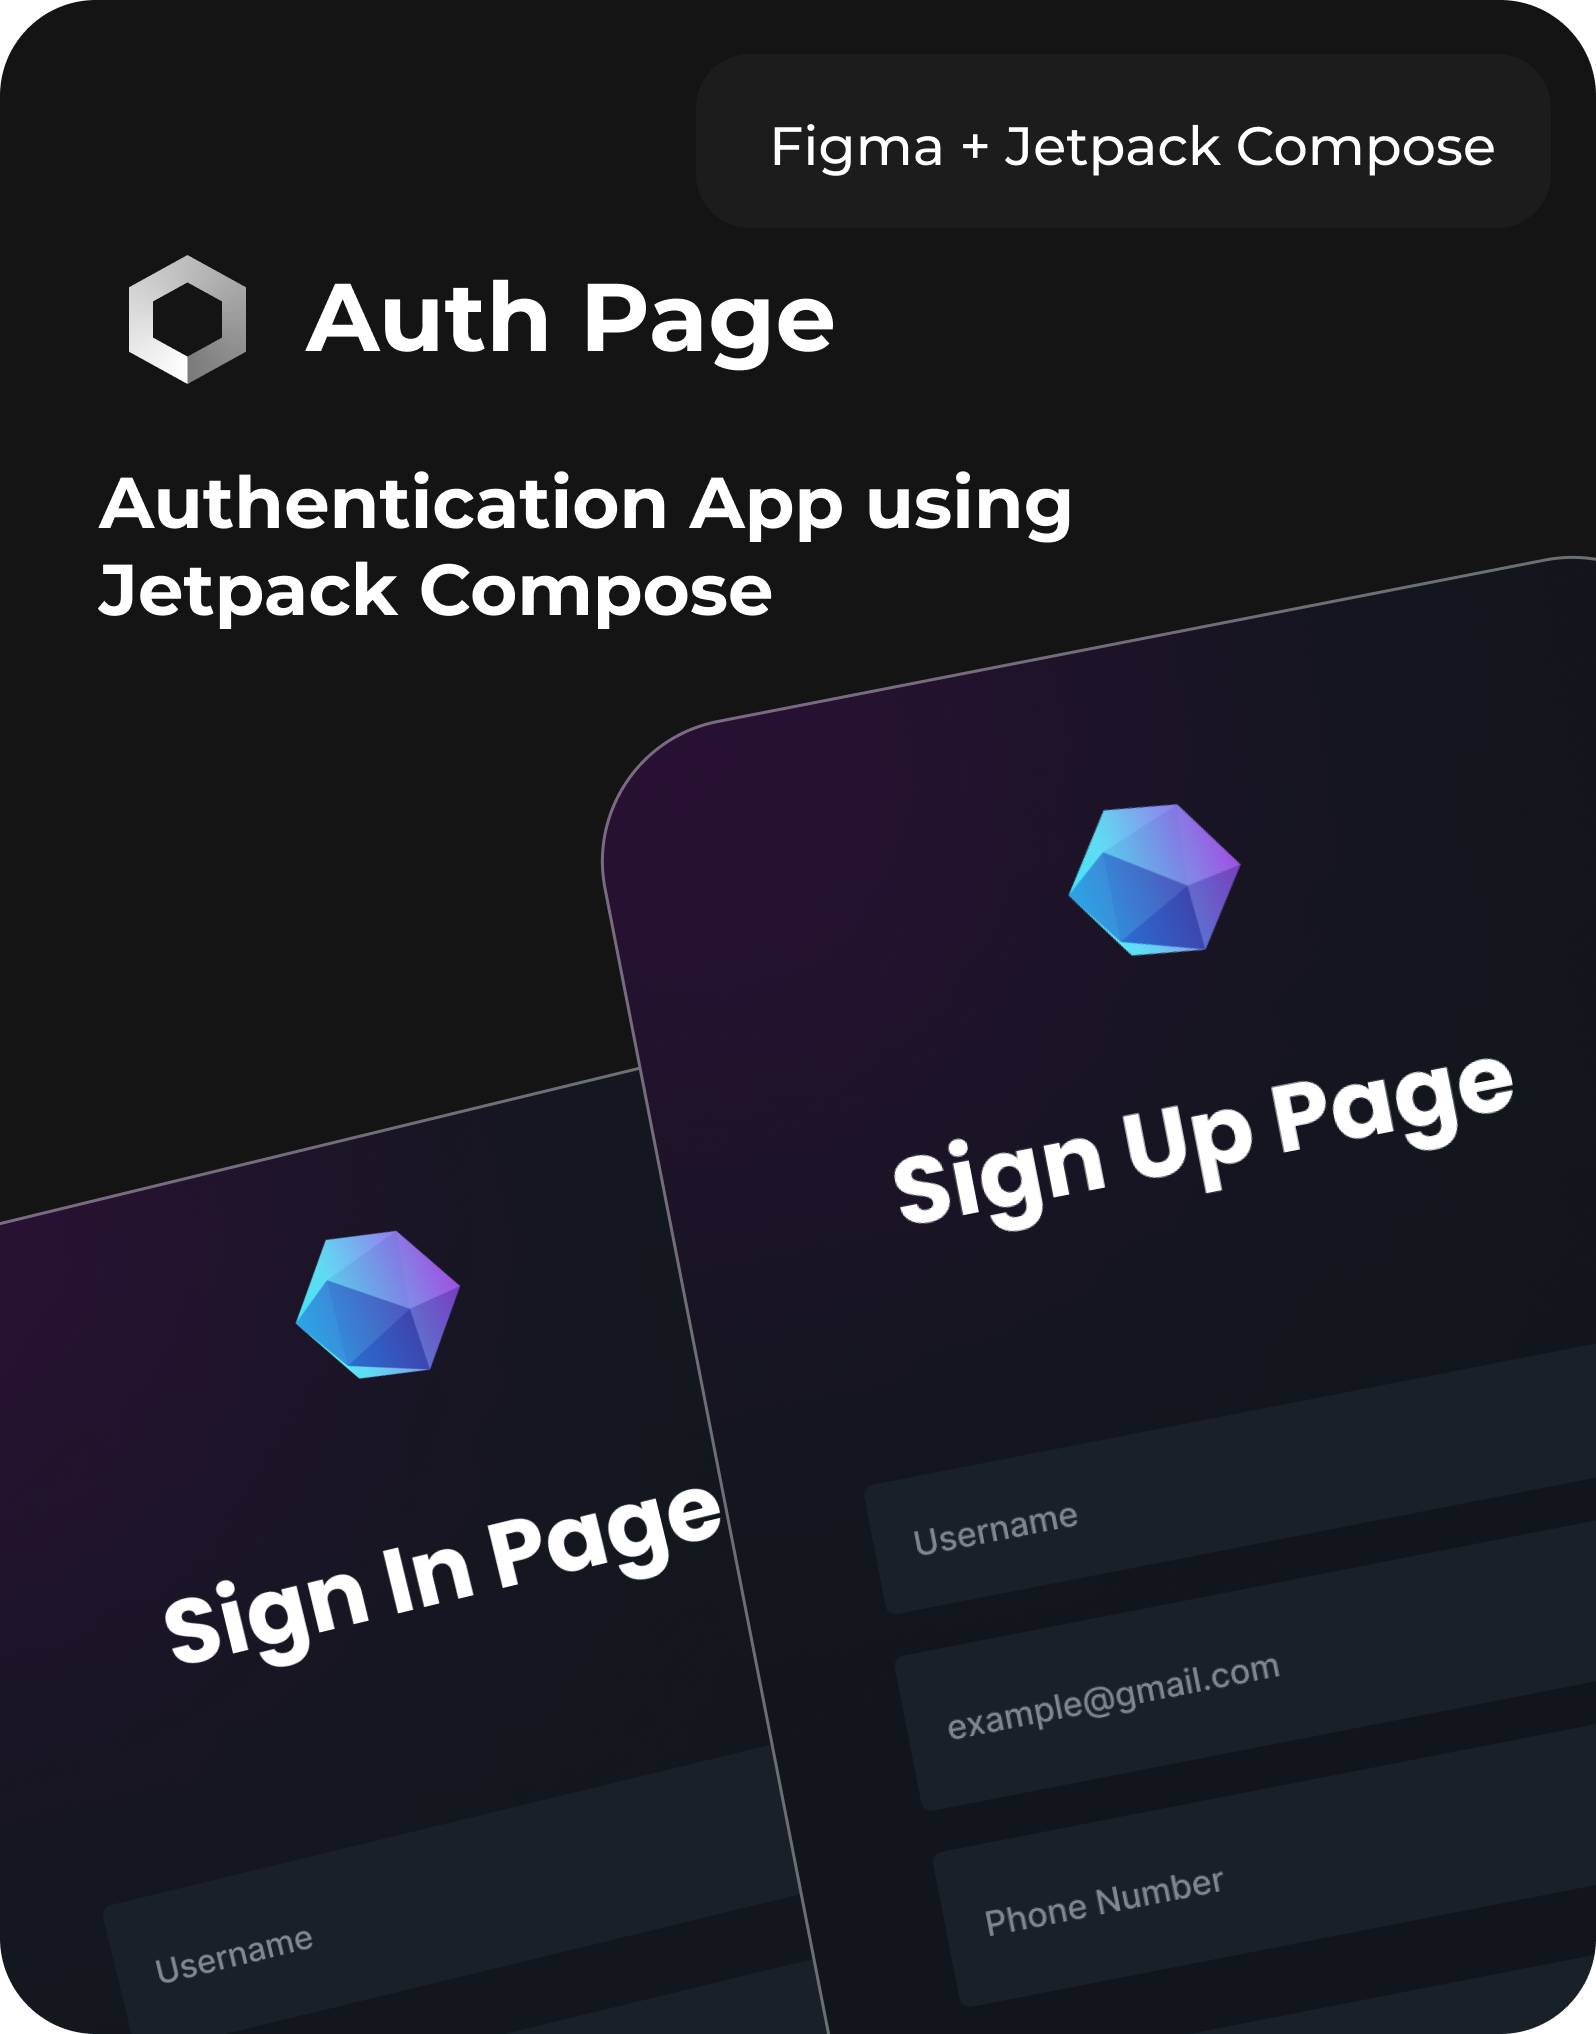 Figma + Jetpack Compose
Auth Page
Authentication App using
Jetpack Compose
Sign Up Page
Username
example@gmail.com
Phone Number
Sign In Page
Username